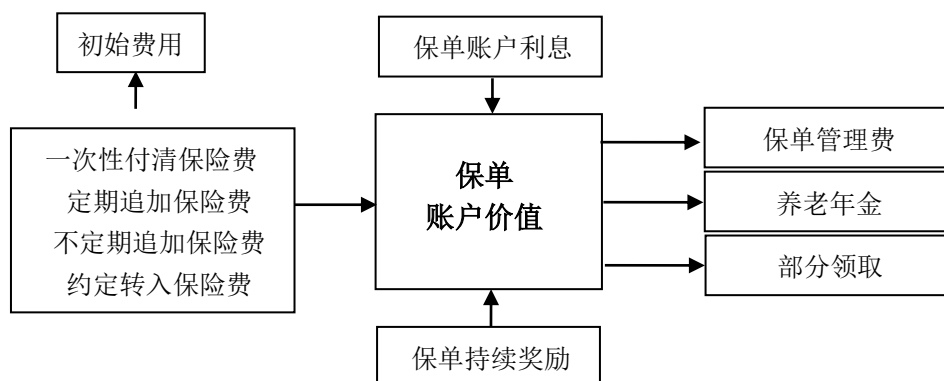 初始费用
保单账户利息
一次性付清保险费
定期追加保险费
不定期追加保险费
约定转入保险费
保单
账户价值
保单管理费
养老年金
部分领取
保单持续奖励